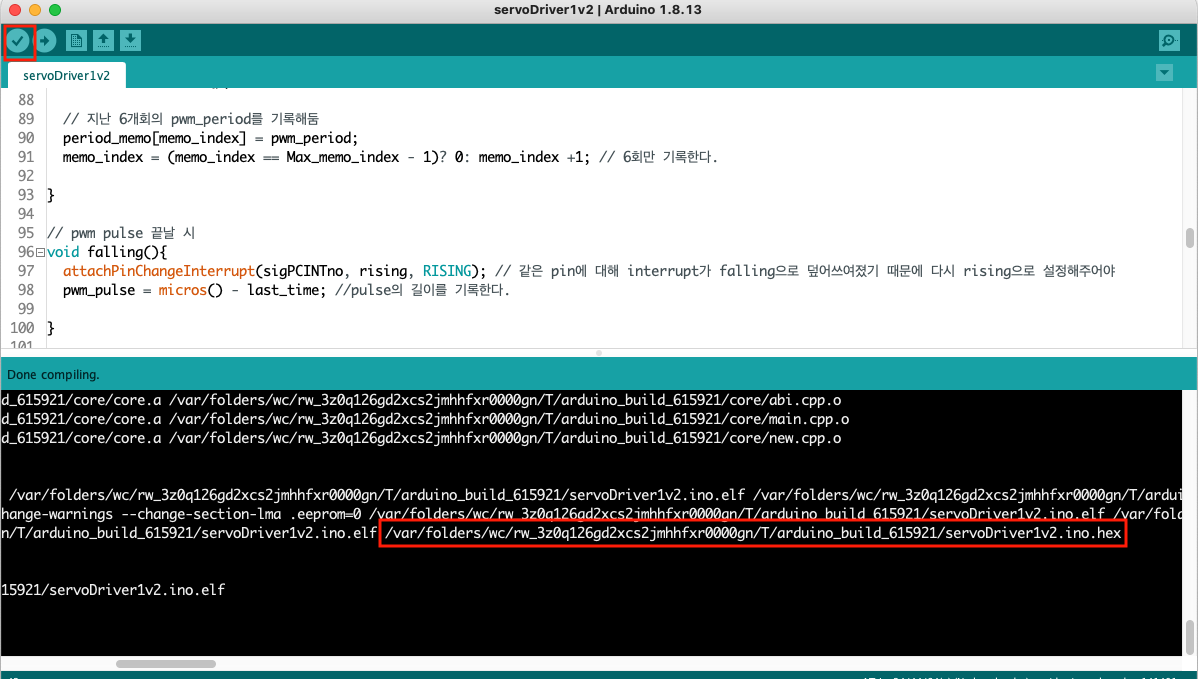 servoDriver1v2 | Arduino 1.8.13
servoDriver1v2
88
89 // 지난 6개회의 pwm_period를 기록해둠
90 period_memo[memo_index] = pwm_period;
91 memo_index = (memo_index == Max_memo_index - 1)? 0: memo_index +1; // 6회만 기록한다.
92
93 }
94
95 // pwm pulse 끝날 시
96 void falling(){
97 attachPinChangeInterrupt(sigPCINTno, rising, RISING); // 같은 pin에 대해 interrupt가 falling으로 덮어쓰여졌기 때문에 다시 rising으로 설정해주어야
98 pwm_pulse = micros() - last_time; //pulse의 길이를 기록한다.
99
100 }
101
Done compiling.
d_615921/core/core.a /var/folders/wc/rw_3z0q126gd2xcs2jmhhfxr0000gn/T/arduino_build_615921/core/abi.cpp.o
d_615921/core/core.a /var/folders/wc/rw_3z0q126gd2xcs2jmhhfxr0000gn/T/arduino_build_615921/core/main.cpp.o
d_615921/core/core.a /var/folders/wc/rw_3z0q126gd2xcs2jmhhfxr0000gn/T/arduino_build_615921/core/new.cpp.o
/var/folders/wc/rw_3z0q126gd2xcs2jmhhfxr0000gn/T/arduino_build_615921/servoDriver1v2.ino.elf /var/folders/wc/rw_3z0q126gd2xcs2jmhhfxr0000gn/T/ardui
hange-warnings --change-section-lma .eeprom=0 /var/folders/wc/rw_3z0q126gd2xcs2jmhhfxr0000gn/T/arduino_build_615921/servoDriver1v2.ino.elf /var/fold
n/T/arduino_build_615921/servoDriver1v2.ino.elf /var/folders/wc/rw_3z0q126gd2xcs2jmhhfxr0000gn/T/arduino_build_615921/servoDriver1v2.ino.hex
15921/servoDriver1v2.ino.elf